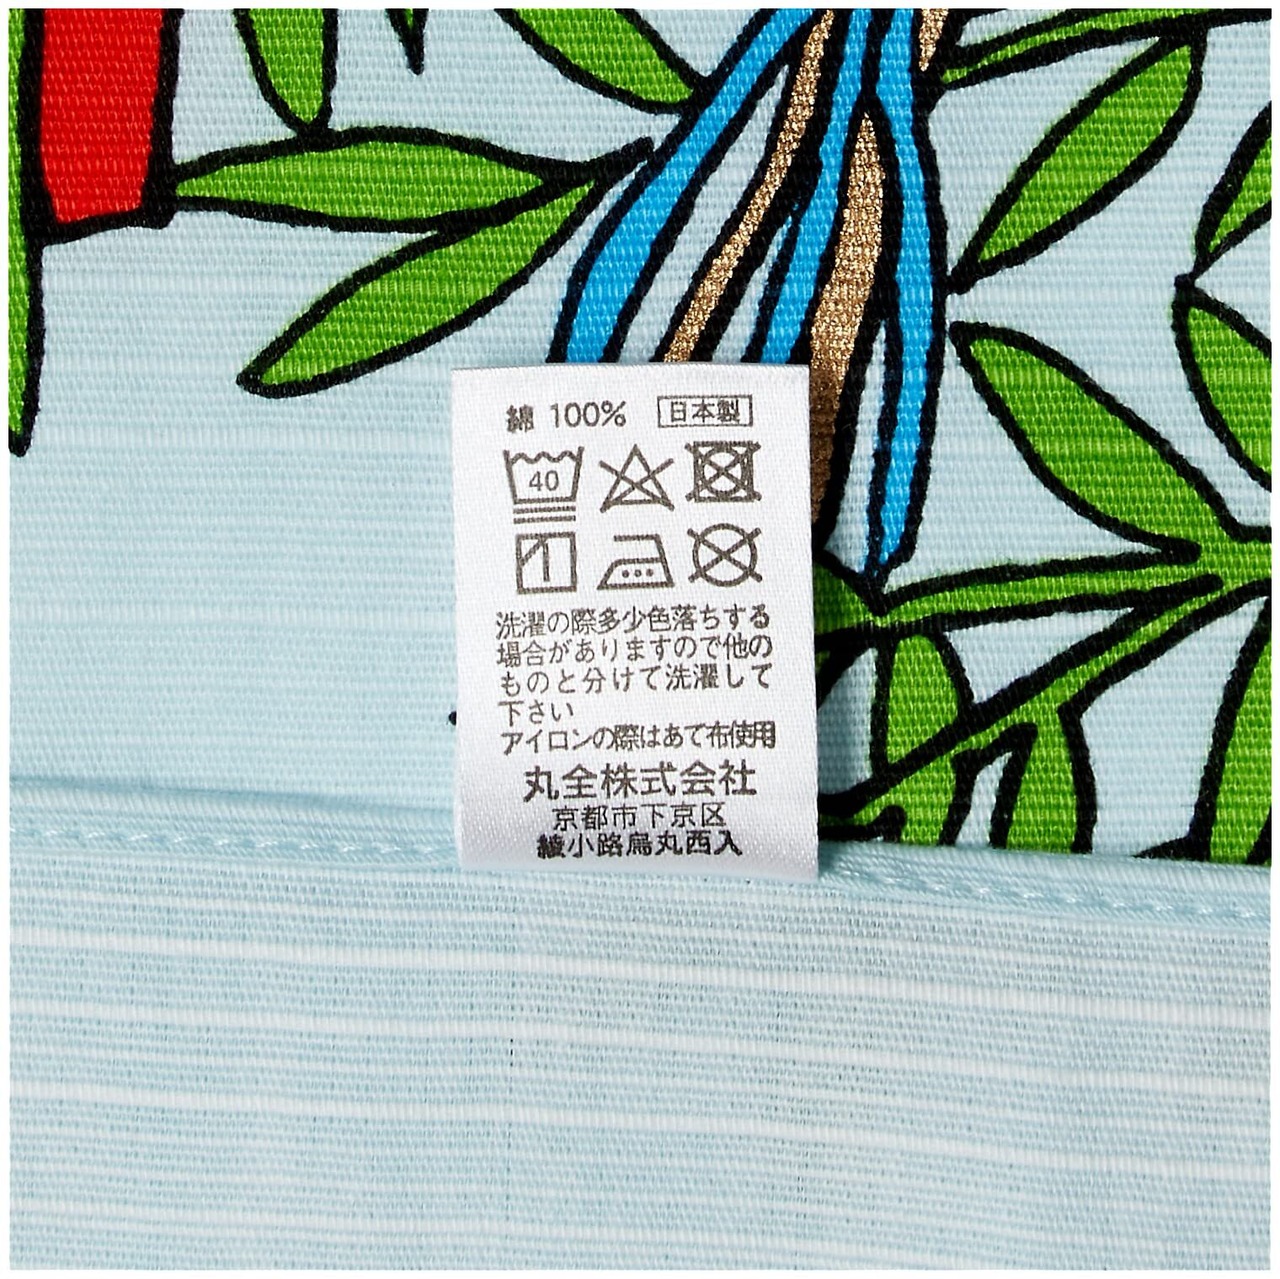 綿 100% 日本製
40
洗濯の際多少色落ちする
場合がありますので他の
ものと分けて洗濯して
下さい
アイロンの際はあて布使用
丸全株式会社
京都市下京区
綾小路烏丸西入